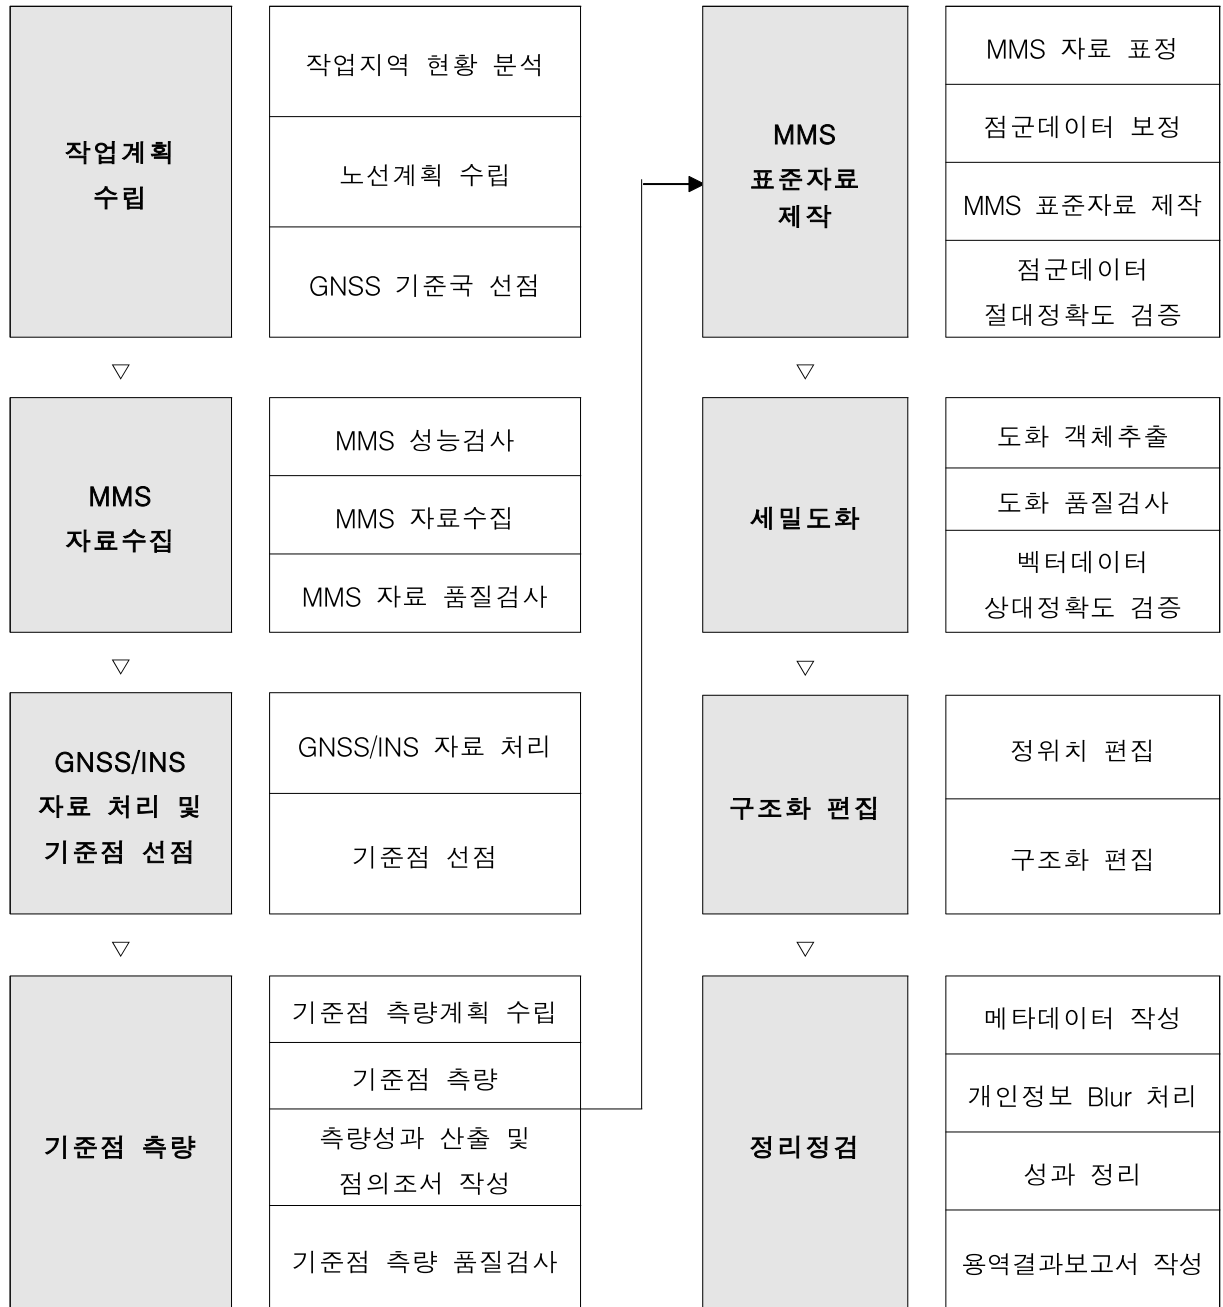 작업계획
수립
작업지역 현황 분석
노선계획 수립
GNSS 기준국 선점
▽
MMS
자료수집
MMS 성능검사
MMS 자료수집
MMS 자료 품질검사
▽
GNSS/INS
자료 처리 및
기준점 선점
GNSS/INS 자료 처리
기준점 선점
▽
기준점 측량
기준점 측량계획 수립
기준점 측량
측량성과 산출 및
점의조서 작성
기준점 측량 품질검사
MMS
표준자료
제작
MMS 자료 표정
점군데이터 보정
MMS 표준자료 제작
점군데이터
절대정확도 검증
▽
세밀도화
도화 객체추출
도화 품질검사
벡터데이터
상대정확도 검증
▽
구조화 편집
정위치 편집
구조화 편집
▽
정리정검
메타데이터 작성
개인정보 Blur 처리
성과 정리
용역결과보고서 작성